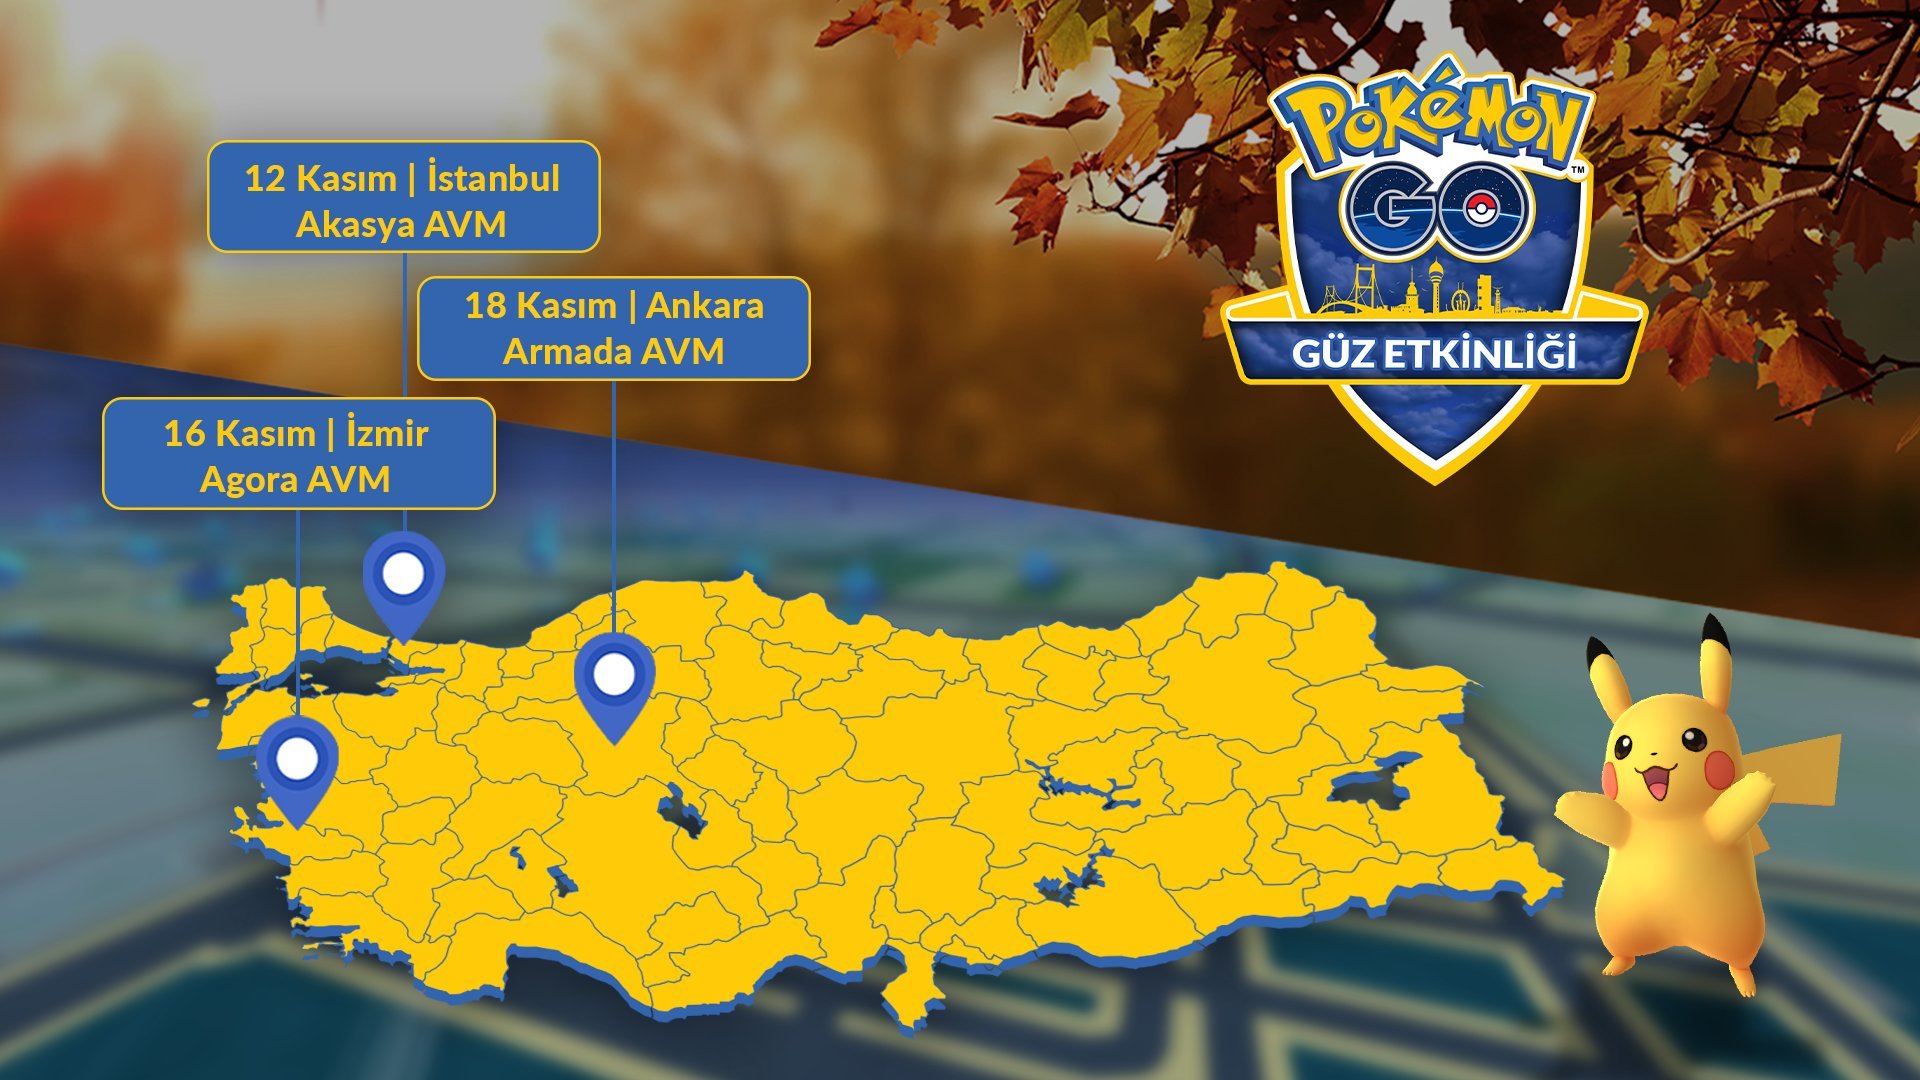 12 Kasım | İstanbul
Akasya AVM
18 Kasım | Ankara
Armada AVM
16 Kasım | İzmir
Agora AVM
POKéMON
TM
GO
GÜZ ETKİNLİĞİ